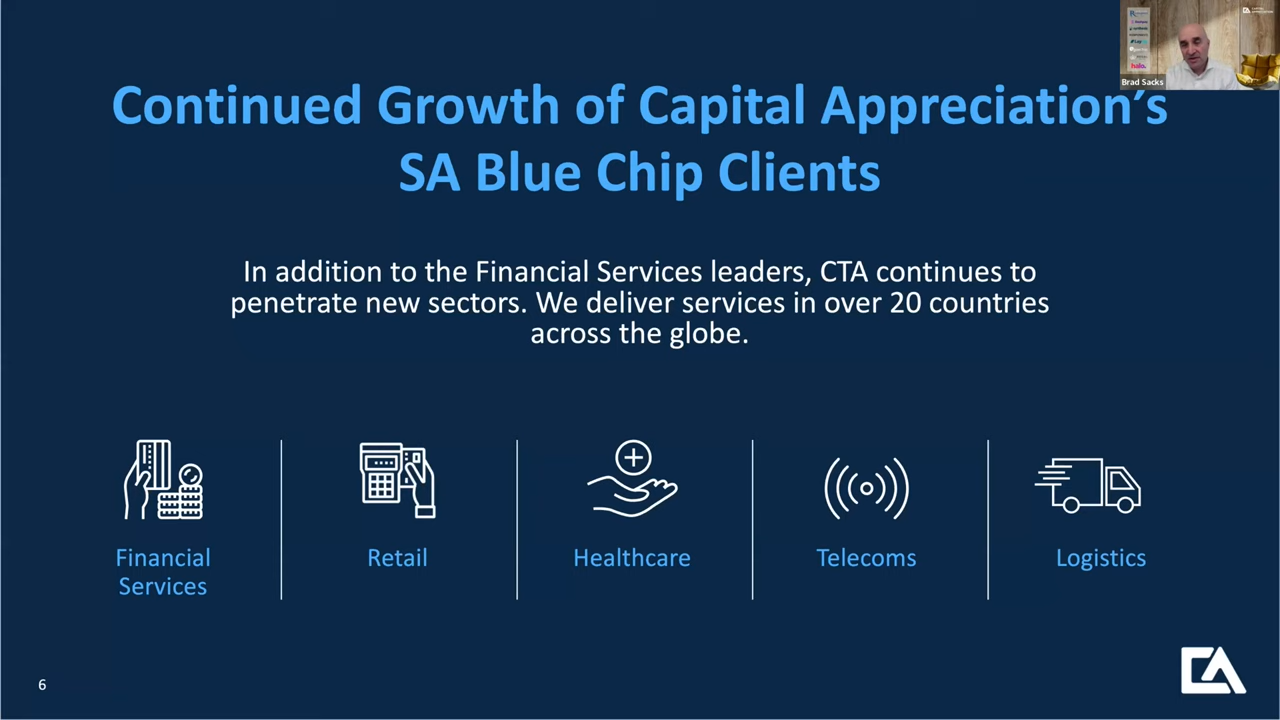 Continued Growth of Capital Appreciation's
SA Blue Chip Clients
Brad Sacks
halo.
In addition to the Financial Services leaders, CTA continues to
penetrate new sectors. We deliver services in over 20 countries
across the globe.
Financial
Services
Retail
Healthcare
Telecoms
Logistics
6
CA